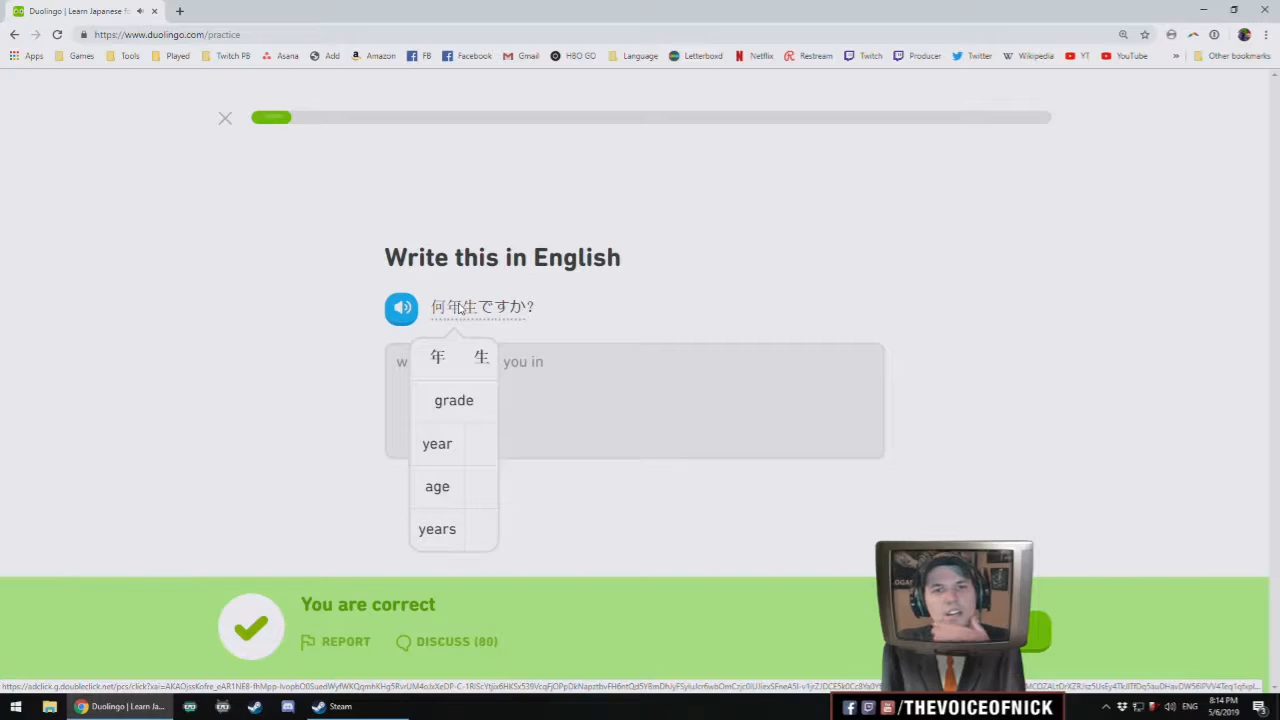 Duolingo | Learn Japanese f
https://www.duolingo.com/practice
Apps Games Tools Played Twitch PB Asana Add Amazon FB Facebook Gmail HBO GO Language Letterboxd Netflix Restream Twitch Producer Twitter Wikipedia YT YouTube » Other bookmarks
Write this in English
何年生ですか?
w you in
年 生
grade
year
age
years
You are correct
REPORT DISCUSS (80)
/THEVOICEOFNICK
Duolingo | Learn Ja... Steam ENG 8:14 PM
5/6/2019